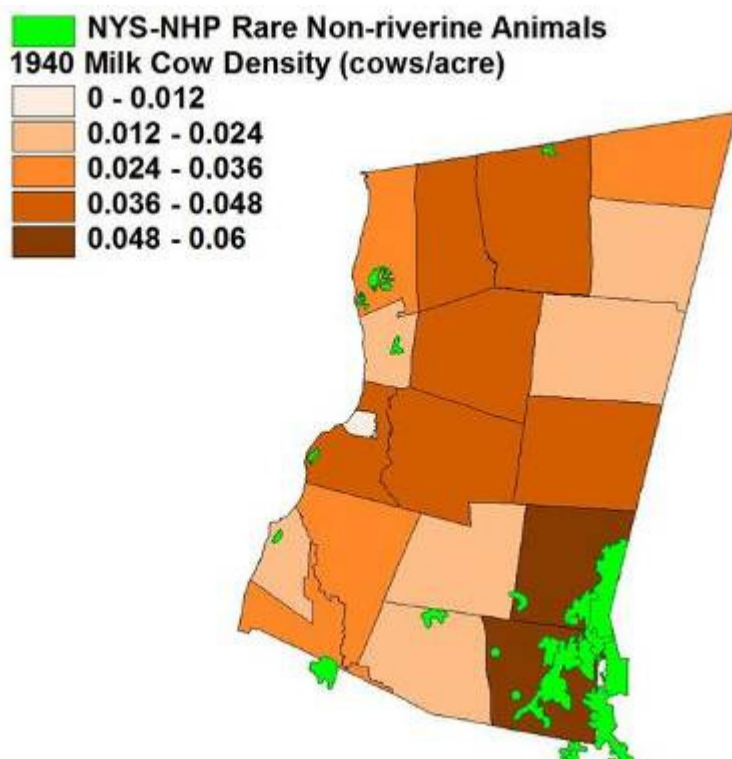 NYS-NHP Rare Non-riverine Animals
1940 Milk Cow Density (cows/acre)
0 - 0.012
0.012 - 0.024
0.024 - 0.036
0.036 - 0.048
0.048 - 0.06